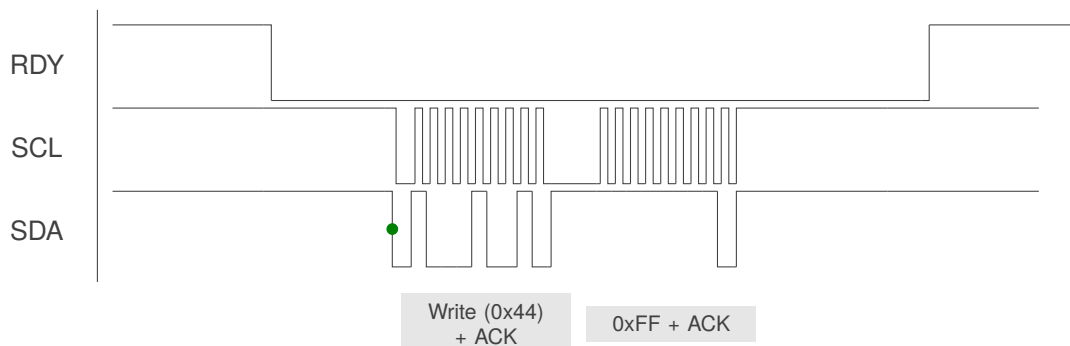 RDY
SCL
SDA
Write (0x44)
+ ACK
0xFF + ACK